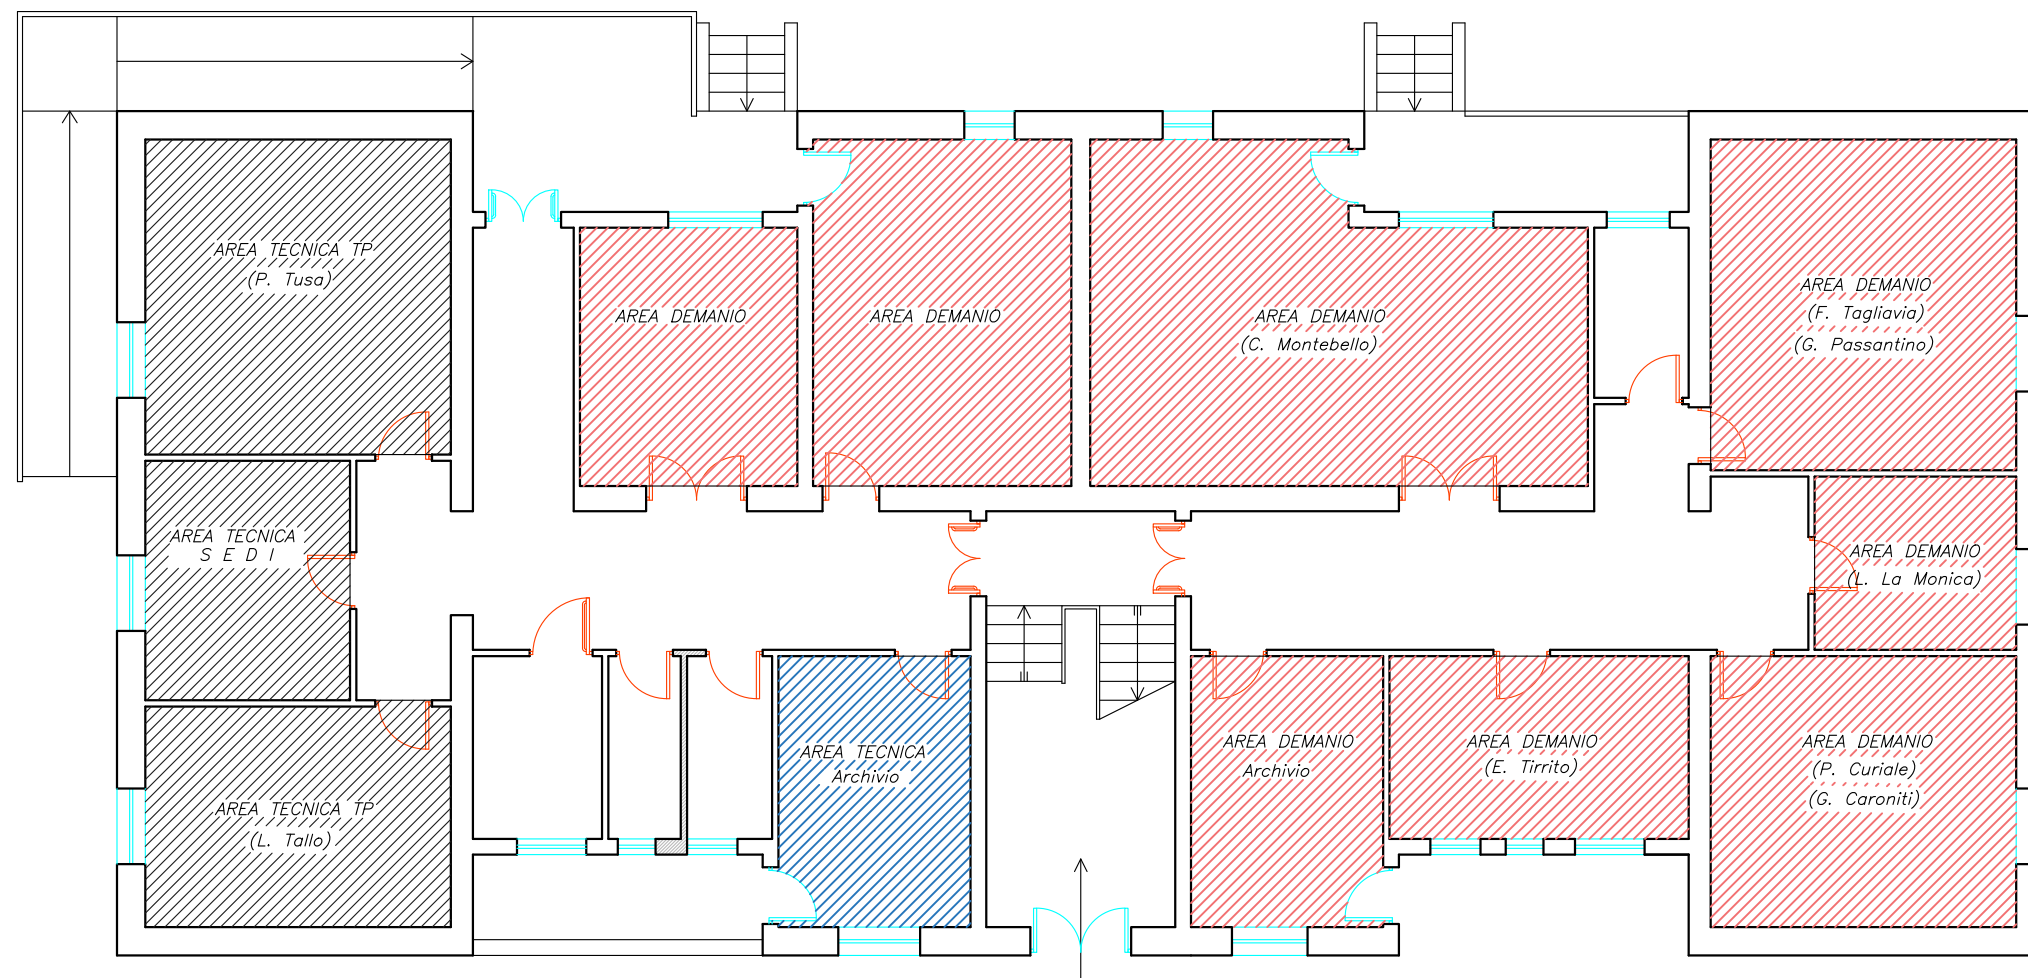 AREA TECNICA TP
(P. Tusa)
AREA DEMANIO
AREA DEMANIO
AREA DEMANIO
(C. Montebello)
AREA DEMANIO
(F. Tagliavia)
(G. Passantino)
AREA TECNICA
S E D I
AREA DEMANIO
(L. La Monica)
AREA TECNICA TP
(L. Tallo)
AREA TECNICA
Archivio
AREA DEMANIO
Archivio
AREA DEMANIO
(E. Tirrito)
AREA DEMANIO
(P. Curiale)
(G. Caroniti)